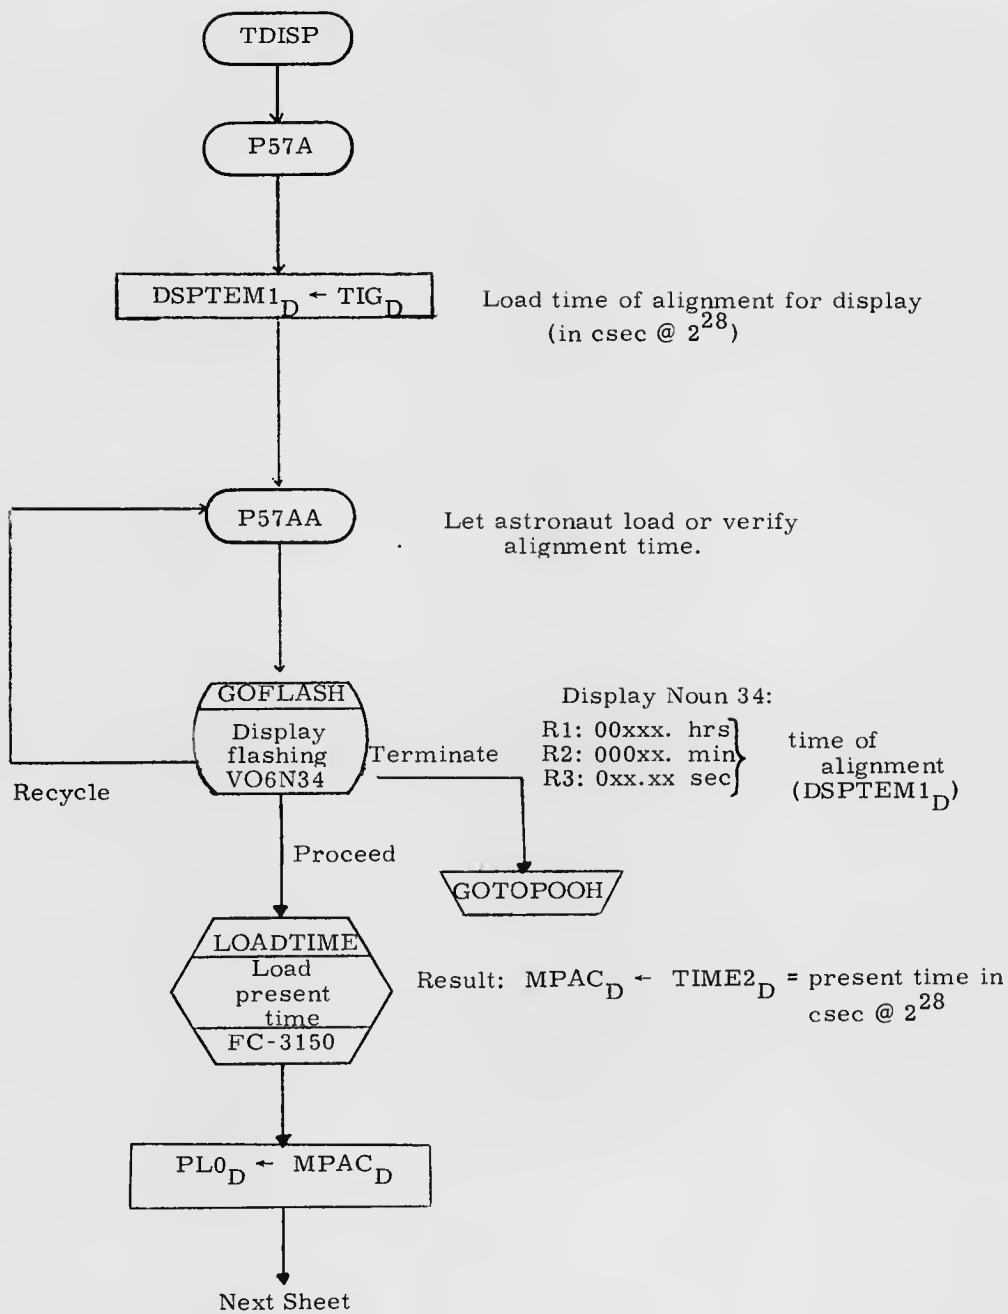 TDISP
P57A
DSPTEM1D ← TIGD
Load time of alignment for display
(in csec @ 2^28)
P57AA
Let astronaut load or verify
alignment time.
GOFLASH
Display
flashing
VO6N34
Terminate
Recycle
Proceed
Display Noun 34:
R1: 00xxx. hrs
R2: 000xx. min
R3: 0xx.xx sec
time of
alignment
(DSPTEM1D)
GOTOPOOH
LOADTIME
Load
present
time
FC-3150
Result: MPACD ← TIME2D = present time in
csec @ 2^28
PL0D ← MPACD
Next Sheet